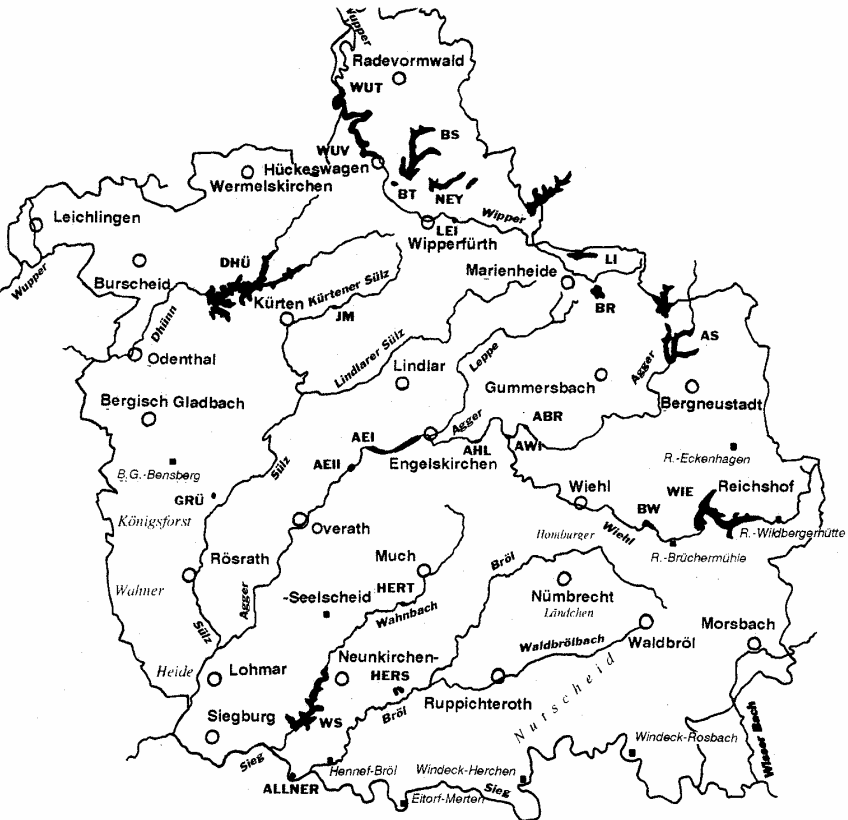 Wupper
Radevormwald
WUT
BS
WUV
Hückeswagen
Wermelskirchen
BT
NEY
Leichlingen
Wipper
LEI
Wipperfürth
DHÜ
LI
Burscheid
Marienheide
Wupper
Kürten
Kürtener Sülz
BR
JM
Dhünn
AS
Lindlarer Sülz
Leppe
Odenthal
Lindlar
Agger
Gummersbach
Bergisch Gladbach
Bergneustadt
ABR
Agger
AEI
AHL
AWI
AEII
Engelskirchen
R.-Eckenhagen
B.G.-Bensberg
Sülz
Wiehl
WIE
Reichshof
GRÜ
BW
Königsforst
Overath
Homburger
Wiehl
R.-Wildbergerhütte
R.-Brüchermühle
Much
Rösrath
Bröl
Wahner
Agger
HERT
Nümbrecht
-Seelscheid
Ländchen
Wahnbach
Sülz
Waldbröl
Morsbach
Waldbrölbach
Heide
Lohmar
Neunkirchen-
HERS
Ruppichteroth
Nutscheid
Siegburg
WS
Bröl
Wisser Bach
Windeck-Rosbach
Sieg
Hennef-Bröl
Windeck-Herchen
ALLNER
Sieg
Eitorf-Merten